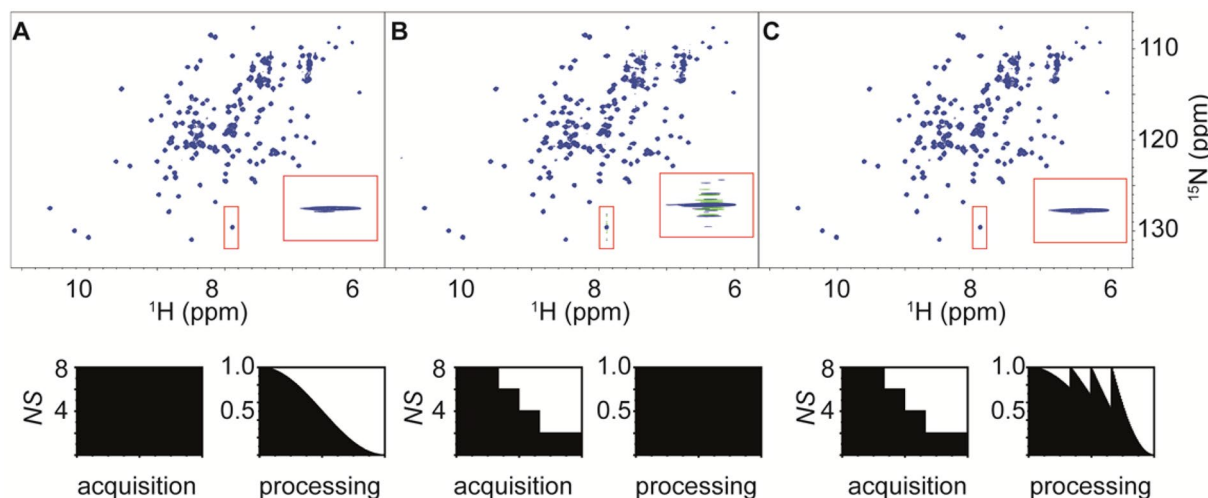 A B C
110
120
130
¹⁵N (ppm)
10 8 6 10 8 6 10 8 6
¹H (ppm) ¹H (ppm) ¹H (ppm)
8 1.0 8 1.0 8 1.0
NS 4 0.5 NS 4 0.5 NS 4 0.5
acquisition processing acquisition processing acquisition processing